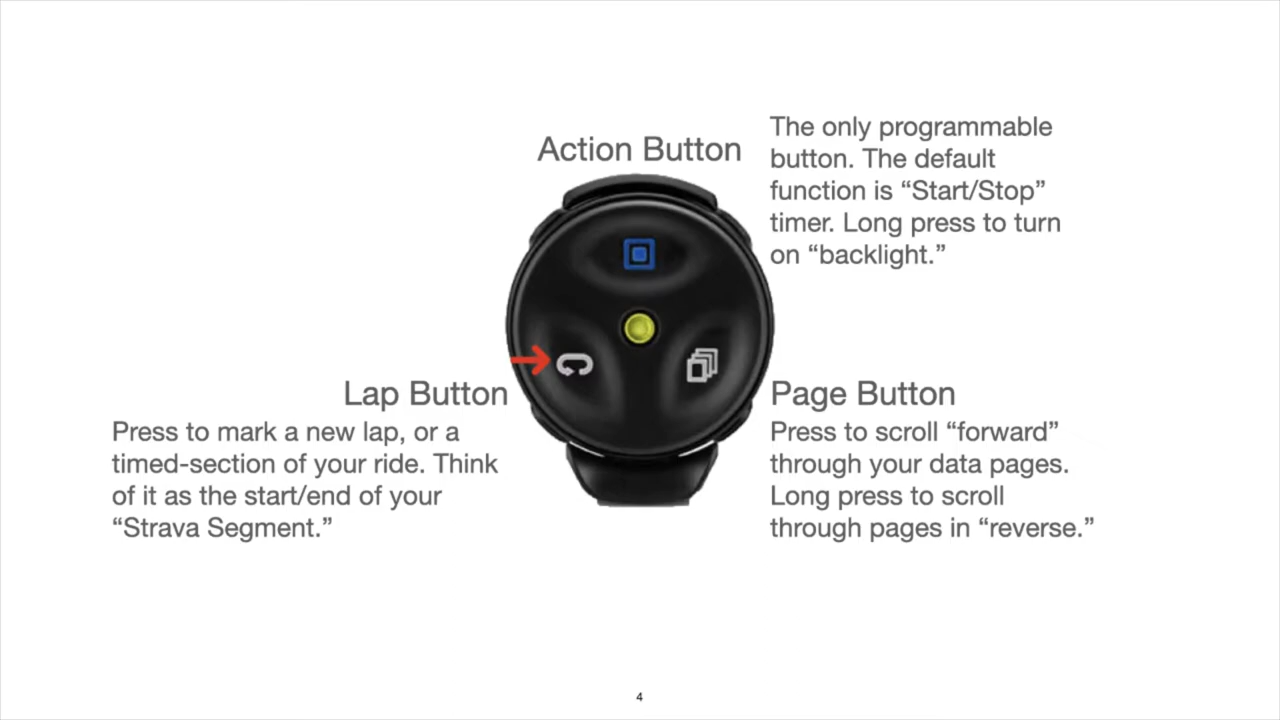 Action Button
The only programmable
button. The default
function is “Start/Stop”
timer. Long press to turn
on “backlight.”
Lap Button
Press to mark a new lap, or a
timed-section of your ride. Think
of it as the start/end of your
“Strava Segment.”
Page Button
Press to scroll “forward”
through your data pages.
Long press to scroll
through pages in “reverse.”
4